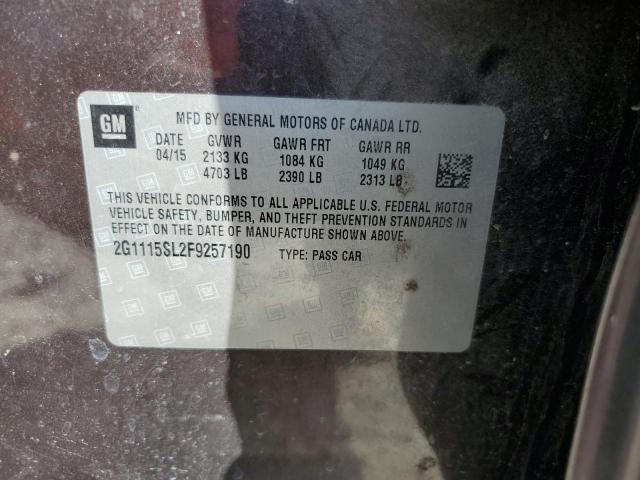 GM
MFD BY GENERAL MOTORS OF CANADA LTD.
DATE GVWR GAWR FRT GAWR RR
04/15 2133 KG 1084 KG 1049 KG
4703 LB 2390 LB 2313 LB
THIS VEHICLE CONFORMS TO ALL APPLICABLE U.S. FEDERAL MOTOR
VEHICLE SAFETY, BUMPER, AND THEFT PREVENTION STANDARDS IN
EFFECT ON THE DATE OF MANUFACTURE SHOWN ABOVE.
2G1115SL2F9257190 TYPE: PASS CAR